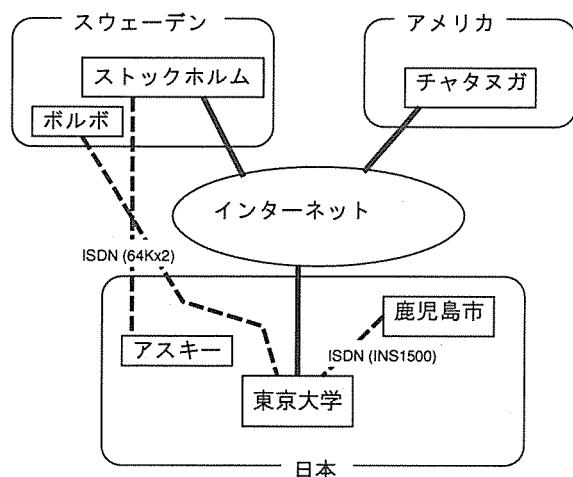 スウェーデン
アメリカ
ストックホルム
チャタヌガ
ボルボ
インターネット
ISDN (64Kx2)
鹿児島市
アスキー
ISDN (INS1500)
東京大学
日本